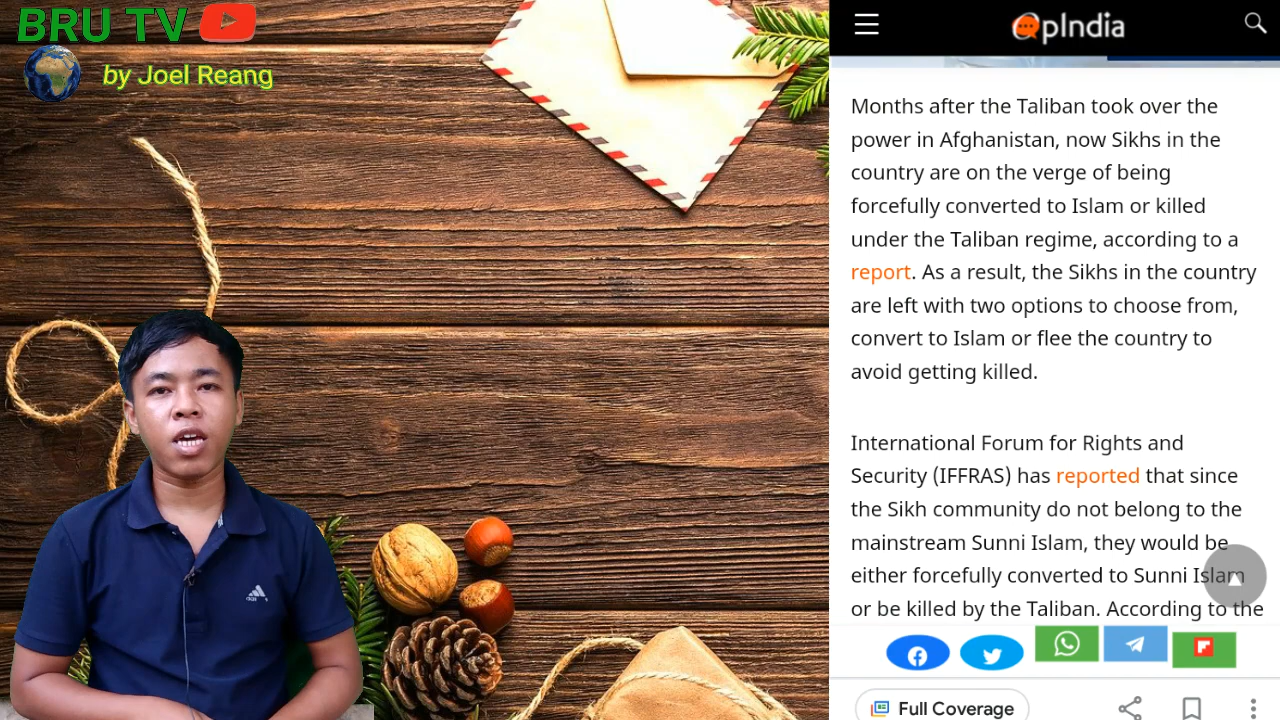 BRU TV
by Joel Reang
OpIndia
Months after the Taliban took over the
power in Afghanistan, now Sikhs in the
country are on the verge of being
forcefully converted to Islam or killed
under the Taliban regime, according to a
report. As a result, the Sikhs in the country
are left with two options to choose from,
convert to Islam or flee the country to
avoid getting killed.
International Forum for Rights and
Security (IFFRAS) has reported that since
the Sikh community do not belong to the
mainstream Sunni Islam, they would be
either forcefully converted to Sunni Islam
or be killed by the Taliban. According to the
Full Coverage